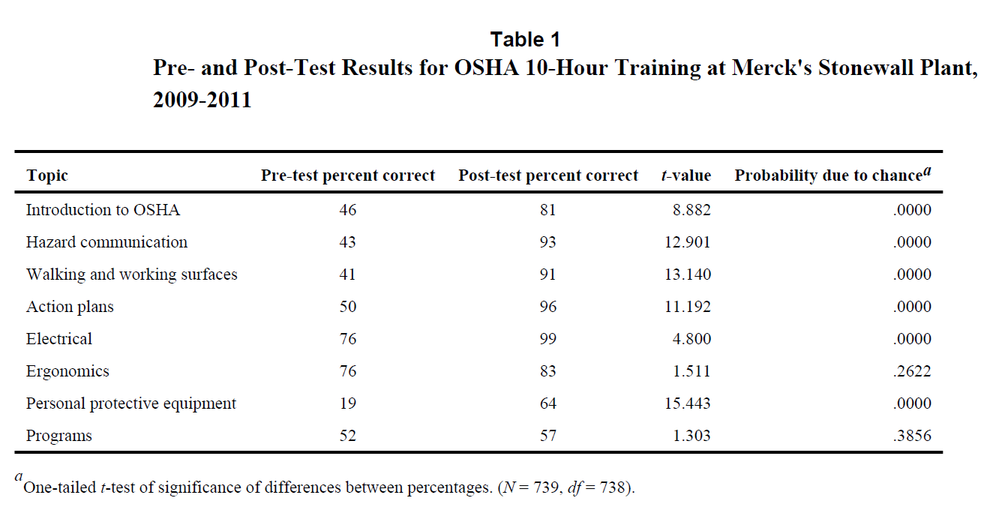 Table 1
Pre- and Post-Test Results for OSHA 10-Hour Training at Merck's Stonewall Plant,
2009-2011
Topic Pre-test percent correct Post-test percent correct t-value Probability due to chancea
Introduction to OSHA 46 81 8.882 .0000
Hazard communication 43 93 12.901 .0000
Walking and working surfaces 41 91 13.140 .0000
Action plans 50 96 11.192 .0000
Electrical 76 99 4.800 .0000
Ergonomics 76 83 1.511 .2622
Personal protective equipment 19 64 15.443 .0000
Programs 52 57 1.303 .3856
aOne-tailed t-test of significance of differences between percentages. (N = 739, df = 738).